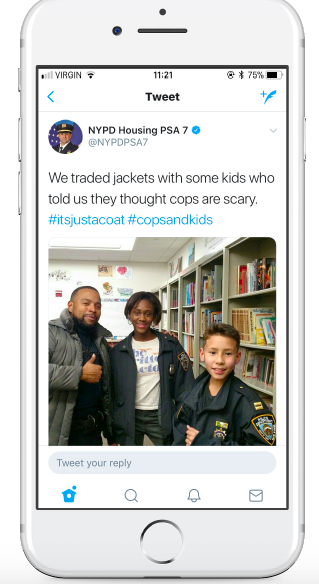 VIRGIN 11:21 75%
Tweet
NYPD Housing PSA 7
@NYPDPSA7
We traded jackets with some kids who
told us they thought cops are scary.
#itsjustacoat #copsandkids
Tweet your reply